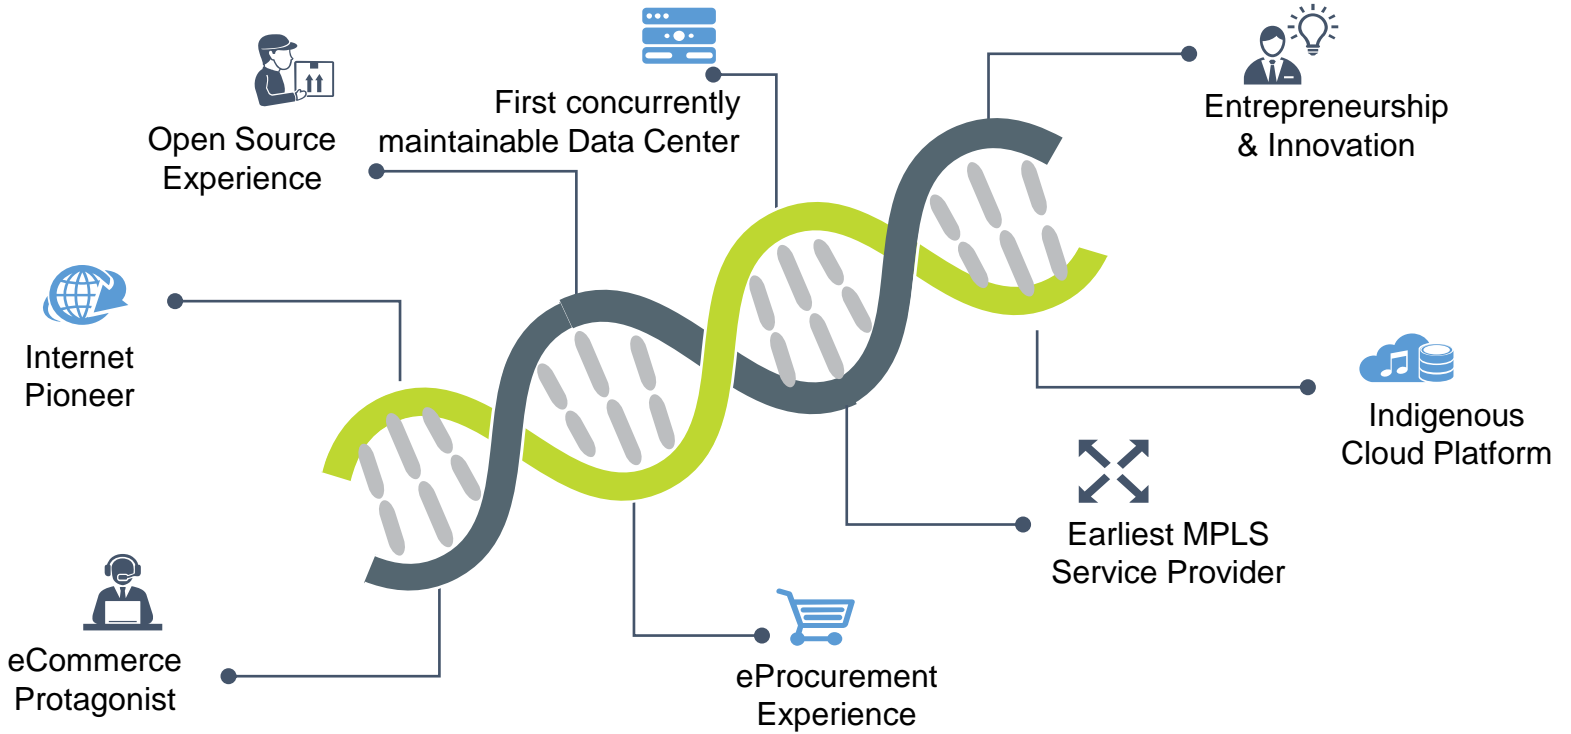 Open Source
Experience
First concurrently
maintainable Data Center
Entrepreneurship
& Innovation
Internet
Pioneer
Indigenous
Cloud Platform
Earliest MPLS
Service Provider
eCommerce
Protagonist
eProcurement
Experience